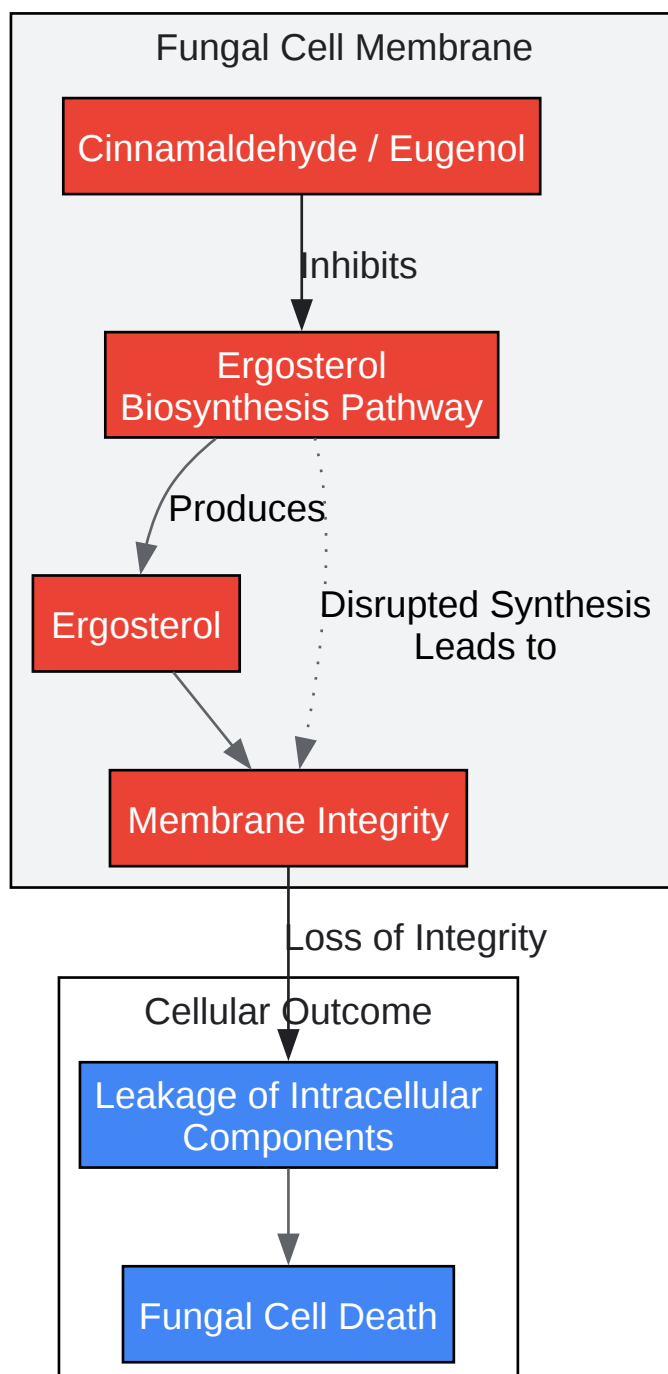 Fungal Cell Membrane
Cinnamaldehyde / Eugenol
Inhibits
Ergosterol
Biosynthesis Pathway
Produces
Disrupted Synthesis
Leads to
Ergosterol
Membrane Integrity
Loss of Integrity
Cellular Outcome
Leakage of Intracellular
Components
Fungal Cell Death